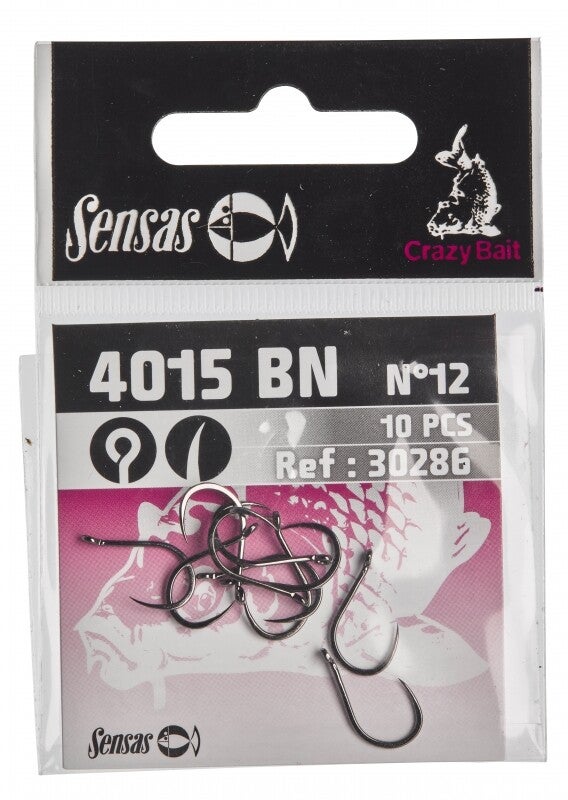 Sensas
Crazy Bait
4015 BN N°12
10 PCS
Ref : 30286
Sensas